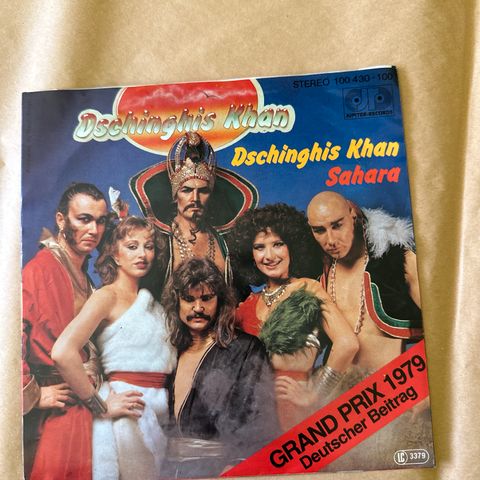 STEREO 100 430-100
JUPITER-RECORDS
Dschinghis Khan
Dschinghis Khan
Sahara
GRAND PRIX 1979
Deutscher Beitrag
LC 3379